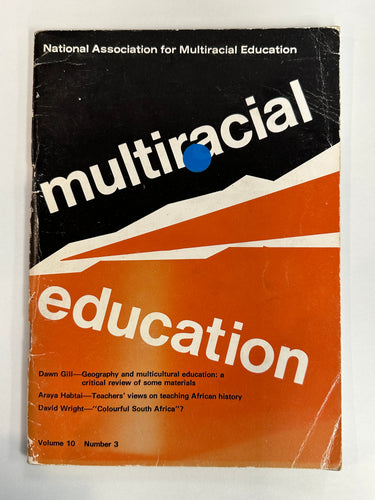 National Association for Multiracial Education
multiracial
education
Dawn Gill—Geography and multicultural education: a
critical review of some materials
Araya Habtai—Teachers' views on teaching African history
David Wright—"Colourful South Africa"?
Volume 10 Number 3